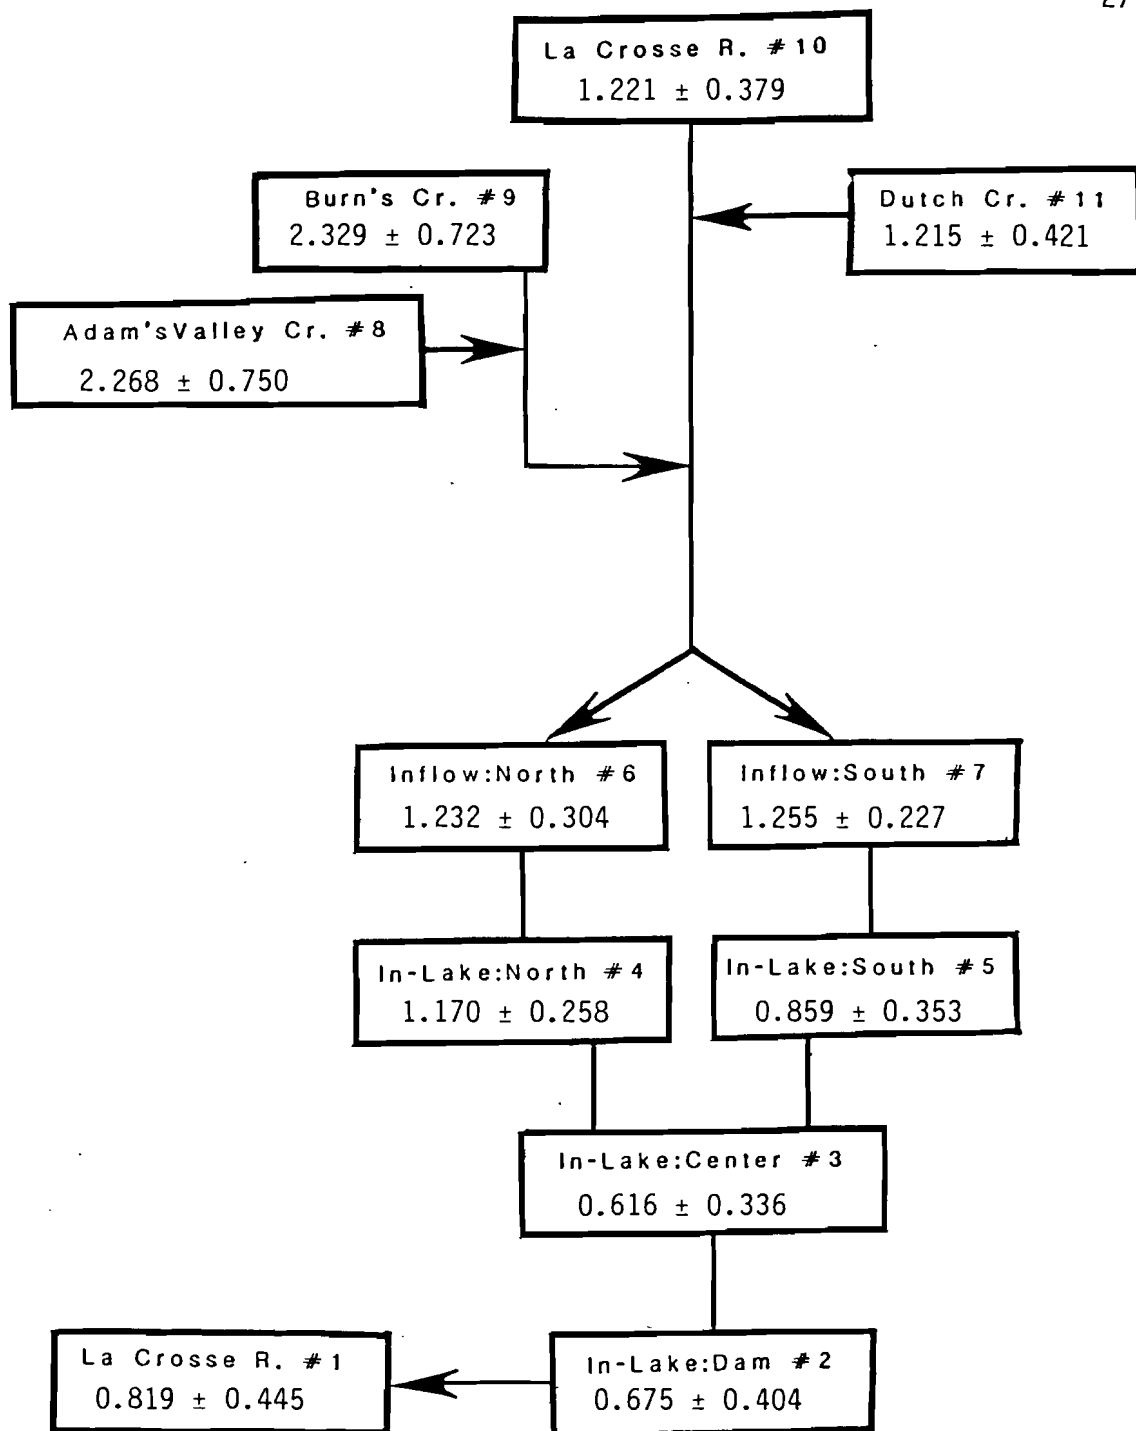 27
La Crosse R. #10
1.221 ± 0.379
Burn's Cr. #9
2.329 ± 0.723
Dutch Cr. #11
1.215 ± 0.421
Adam'sValley Cr. #8
2.268 ± 0.750
Inflow:North #6
1.232 ± 0.304
Inflow:South #7
1.255 ± 0.227
In-Lake:North #4
1.170 ± 0.258
In-Lake:South #5
0.859 ± 0.353
In-Lake:Center #3
0.616 ± 0.336
La Crosse R. #1
0.819 ± 0.445
In-Lake:Dam #2
0.675 ± 0.404